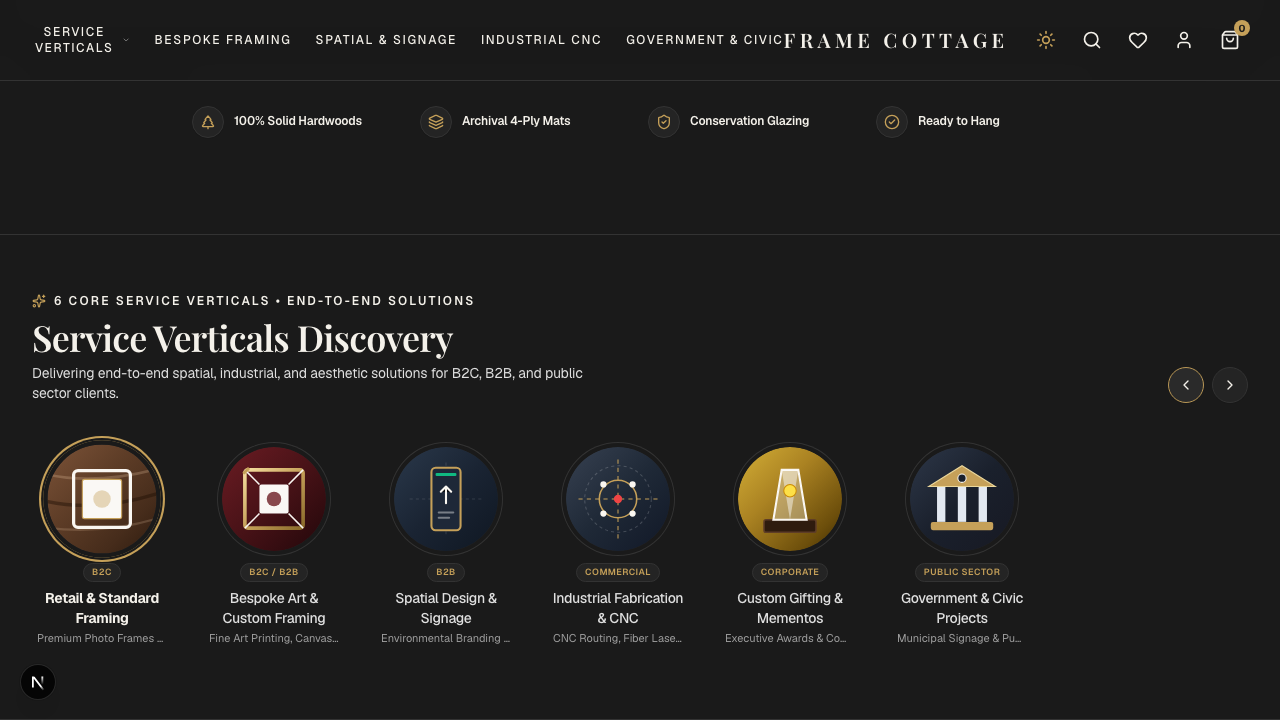 SERVICE
VERTICALS
BESPOKE FRAMING
SPATIAL & SIGNAGE
INDUSTRIAL CNC
GOVERNMENT & CIVIC
FRAME COTTAGE
0
100% Solid Hardwoods
Archival 4-Ply Mats
Conservation Glazing
Ready to Hang
6 CORE SERVICE VERTICALS • END-TO-END SOLUTIONS
Service Verticals Discovery
Delivering end-to-end spatial, industrial, and aesthetic solutions for B2C, B2B, and public
sector clients.
B2C
Retail & Standard
Framing
Premium Photo Frames ...
B2C / B2B
Bespoke Art &
Custom Framing
Fine Art Printing, Canvas...
B2B
Spatial Design &
Signage
Environmental Branding ...
COMMERCIAL
Industrial Fabrication
& CNC
CNC Routing, Fiber Lase...
CORPORATE
Custom Gifting &
Mementos
Executive Awards & Co...
PUBLIC SECTOR
Government & Civic
Projects
Municipal Signage & Pu...
N